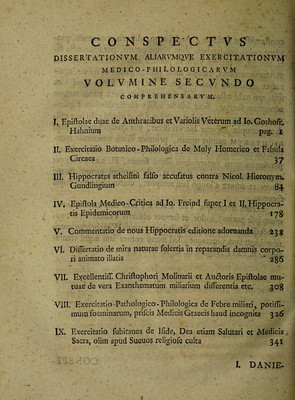 CONSPECTVS
DISSERTATIONVM ALIARVMQVE EXERCITATIONVM
MEDICO-PHILOLOGICARVM
VOLVMINE SECVNDO
COMPREHENSARVM.
I. Epistolae duae de Anthracibus et Variolis Veterum ad Io. Gothofr.
Hahnium pag. 1
II. Exercitatio Botanico-Philologica de Moly Homerico et Fabula
Circaea 37
III. Hippocrates atheismi falso accusatus contra Nicol. Hieronym.
Gundlingium 84
IV. Epistola Medico-Critica ad Io. Freind super I et II. Hippocra-
tis Epidemicorum 178
V. Commentatio de noua Hippocratis editione adornanda 238
VI. Dissertatio de mira naturae solertia in reparandis damnis corpo-
ri animato illatis 286
VII. Excellentiss. Christophori Molinarii et Auctoris Epistolae mu-
tuae de vera Exanthematum miliarium differentia etc. 308
VIII. Exercitatio-Pathologico-Philologica de Febre miliari, potissi-
mum foeminarum, priscis Medicis Graecis haud incognita 326
IX. Exercitatio subitanea de Iside, Dea etiam Salutari et Medicis
Sacra, olim apud Sueuos religiose culta 341
I. DANIE-